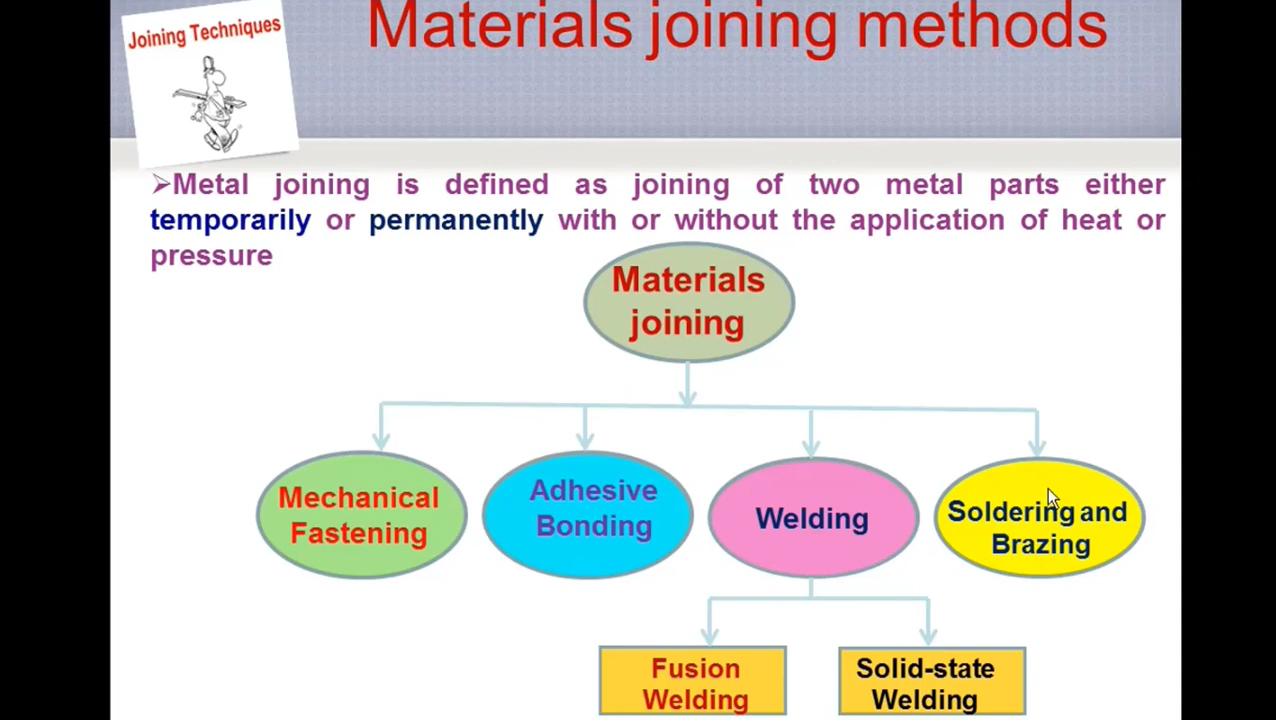 Joining Techniques
Materials joining methods
➢Metal joining is defined as joining of two metal parts either
temporarily or permanently with or without the application of heat or
pressure
Materials
joining
Mechanical
Fastening
Adhesive
Bonding
Welding
Soldering and
Brazing
Fusion
Welding
Solid-state
Welding